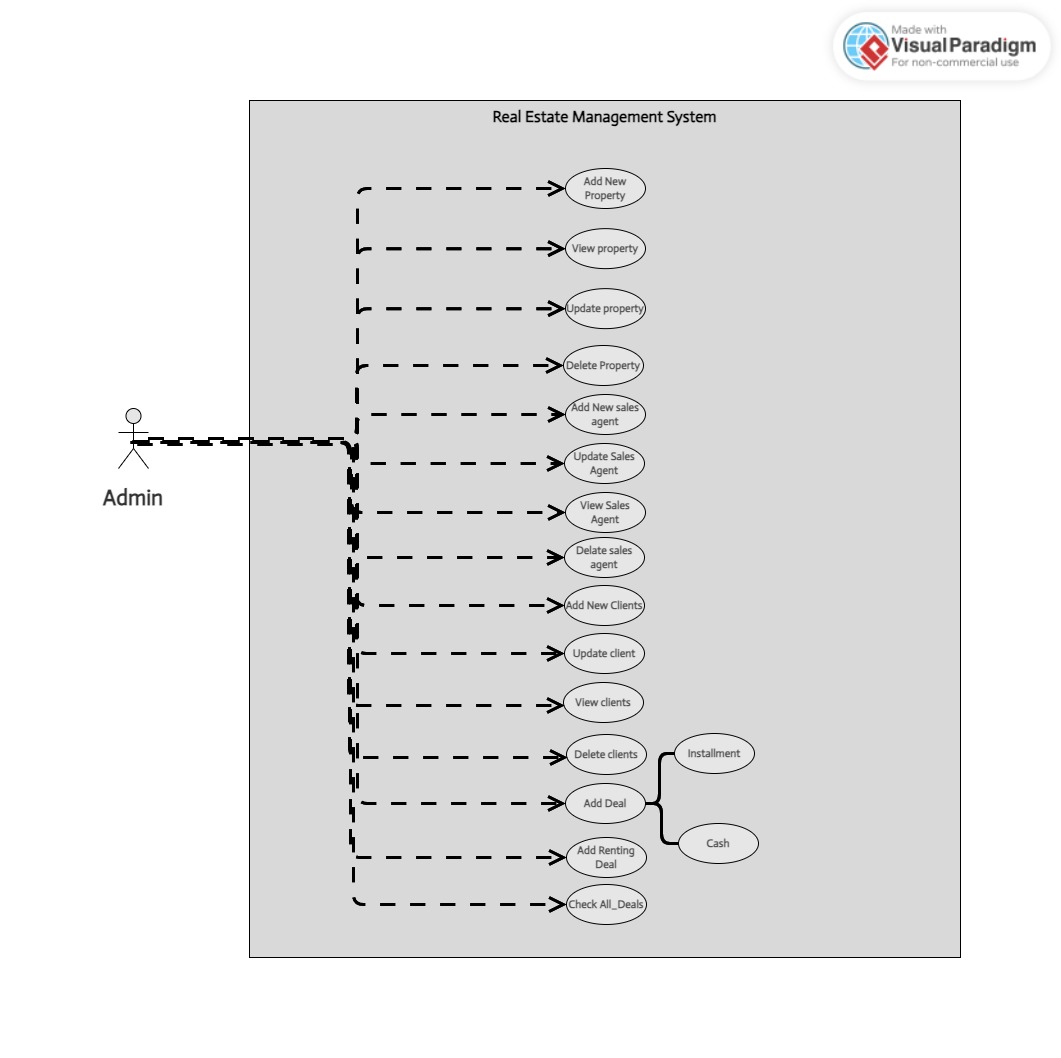 Made with
Visual Paradigm
For non-commercial use
Real Estate Management System
Add New
Property
View property
Update property
Delete Property
Add New sales
agent
Update Sales
Agent
View Sales
Agent
Delate sales
agent
Add New Clients
Update client
View clients
Delete clients
Installment
Add Deal
Cash
Add Renting
Deal
Check All_Deals
Admin